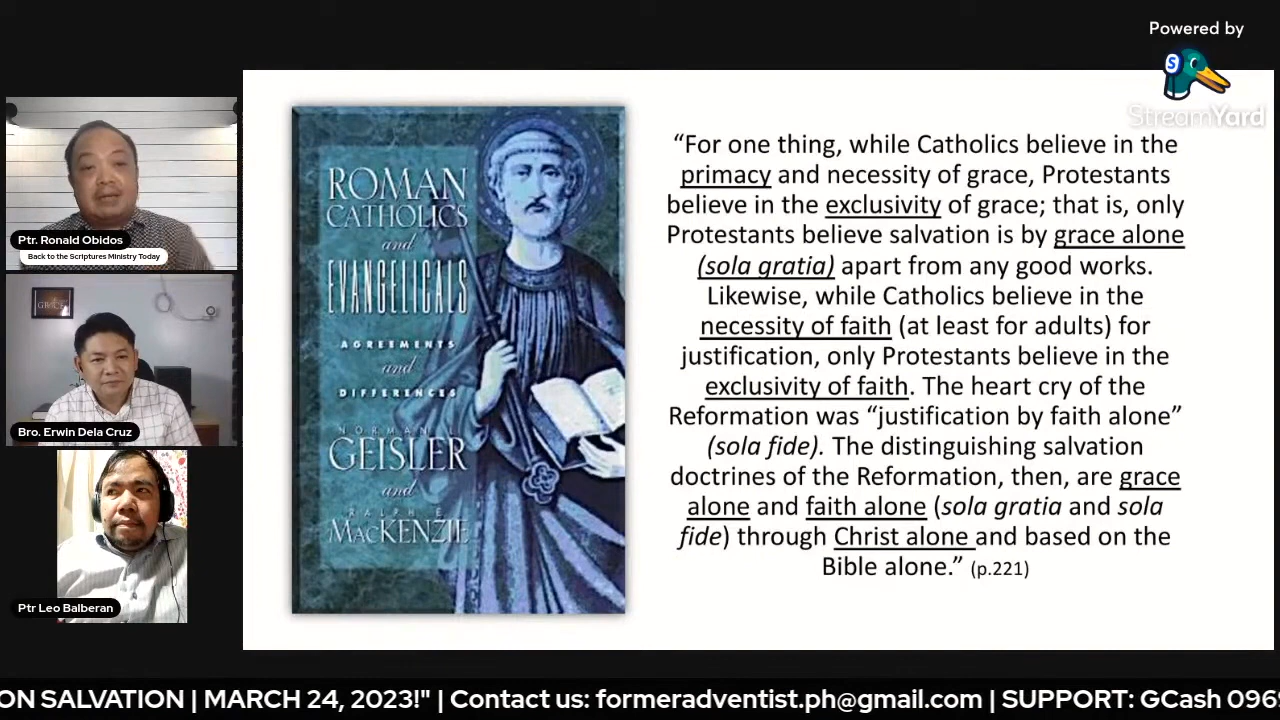 Powered by
StreamYard
Ptr. Ronald Obidos
Back to the Scriptures Ministry Today
GRACE
Bro. Erwin Dela Cruz
Ptr Leo Balberan
ROMAN
CATHOLICS
and
EVANGELICALS
AGREEMENTS
and
DIFFERENCES
NORMAN L.
GEISLER
and
RALPH E.
MACKENZIE
“For one thing, while Catholics believe in the
primacy and necessity of grace, Protestants
believe in the exclusivity of grace; that is, only
Protestants believe salvation is by grace alone
(sola gratia) apart from any good works.
Likewise, while Catholics believe in the
necessity of faith (at least for adults) for
justification, only Protestants believe in the
exclusivity of faith. The heart cry of the
Reformation was “justification by faith alone”
(sola fide). The distinguishing salvation
doctrines of the Reformation, then, are grace
alone and faith alone (sola gratia and sola
fide) through Christ alone and based on the
Bible alone.” (p.221)
ON SALVATION | MARCH 24, 2023!" | Contact us: formeradventist.ph@gmail.com | SUPPORT: GCash 096